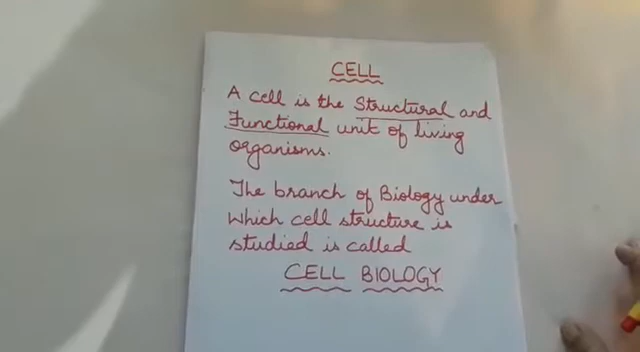 CELL
A cell is the Structural and
Functional unit of living
organisms.
The branch of Biology under
which cell structure is
studied is called
CELL BIOLOGY